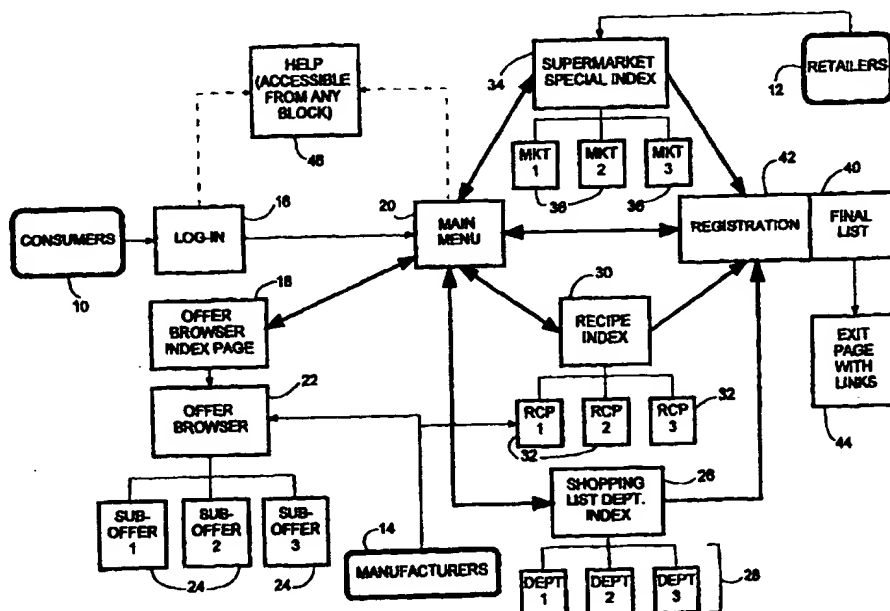 HELP
(ACCESSIBLE
FROM ANY
BLOCK)
46
34
SUPERMARKET
SPECIAL INDEX
RETAILERS
12
MKT
1
MKT
2
MKT
3
36
36
42
40
CONSUMERS
10
16
LOG-IN
20
MAIN
MENU
REGISTRATION
FINAL
LIST
18
OFFER
BROWSER
INDEX PAGE
30
RECIPE
INDEX
EXIT
PAGE
WITH
LINKS
44
22
OFFER
BROWSER
RCP
1
RCP
2
RCP
3
32
32
26
SHOPPING
LIST DEPT.
INDEX
SUB-
OFFER
1
SUB-
OFFER
2
SUB-
OFFER
3
24
24
14
MANUFACTURERS
DEPT
1
DEPT
2
DEPT
3
28